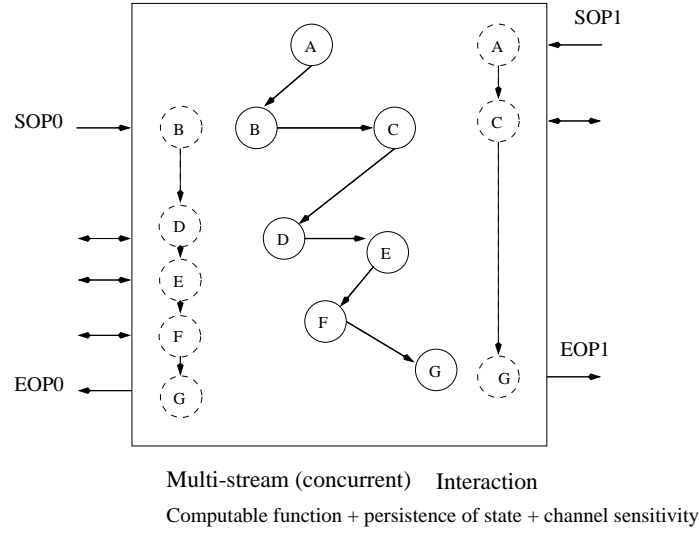 SOP1
A
A
SOP0
B
B
C
C
D
D
E
E
F
F
EOP1
G
G
EOP0
G
Multi-stream (concurrent) Interaction
Computable function + persistence of state + channel sensitivity